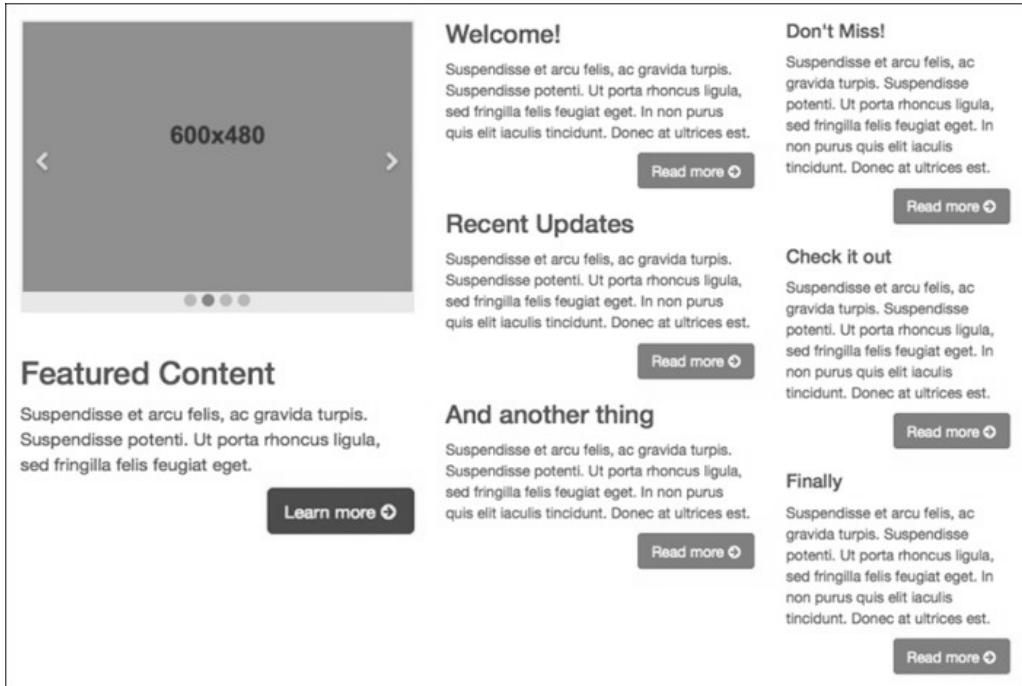 600x480
Featured Content
Suspendisse et arcu felis, ac gravida turpis.
Suspendisse potenti. Ut porta rhoncus ligula,
sed fringilla felis feugiat eget.
Learn more
Welcome!
Suspendisse et arcu felis, ac gravida turpis.
Suspendisse potenti. Ut porta rhoncus ligula,
sed fringilla felis feugiat eget. In non purus
quis elit iaculis tincidunt. Donec at ultrices est.
Read more
Recent Updates
Suspendisse et arcu felis, ac gravida turpis.
Suspendisse potenti. Ut porta rhoncus ligula,
sed fringilla felis feugiat eget. In non purus
quis elit iaculis tincidunt. Donec at ultrices est.
Read more
And another thing
Suspendisse et arcu felis, ac gravida turpis.
Suspendisse potenti. Ut porta rhoncus ligula,
sed fringilla felis feugiat eget. In non purus
quis elit iaculis tincidunt. Donec at ultrices est.
Read more
Don't Miss!
Suspendisse et arcu felis, ac
gravida turpis. Suspendisse
potenti. Ut porta rhoncus ligula,
sed fringilla felis feugiat eget. In
non purus quis elit iaculis
tincidunt. Donec at ultrices est.
Read more
Check it out
Suspendisse et arcu felis, ac
gravida turpis. Suspendisse
potenti. Ut porta rhoncus ligula,
sed fringilla felis feugiat eget. In
non purus quis elit iaculis
tincidunt. Donec at ultrices est.
Read more
Finally
Suspendisse et arcu felis, ac
gravida turpis. Suspendisse
potenti. Ut porta rhoncus ligula,
sed fringilla felis feugiat eget. In
non purus quis elit iaculis
tincidunt. Donec at ultrices est.
Read more